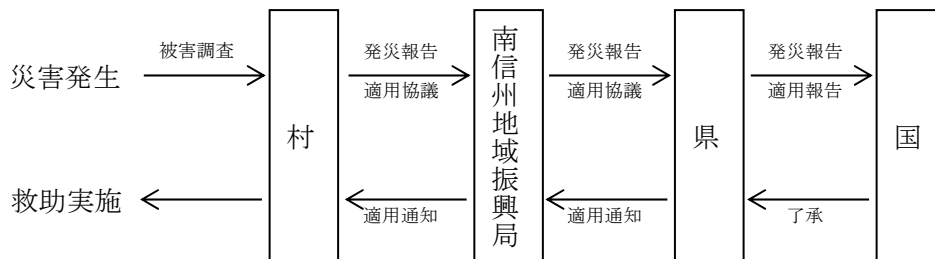 災害発生
被害調査
村
発災報告
適用協議
南信州地域振興局
発災報告
適用協議
県
発災報告
適用報告
国
救助実施
適用通知
適用通知
了承